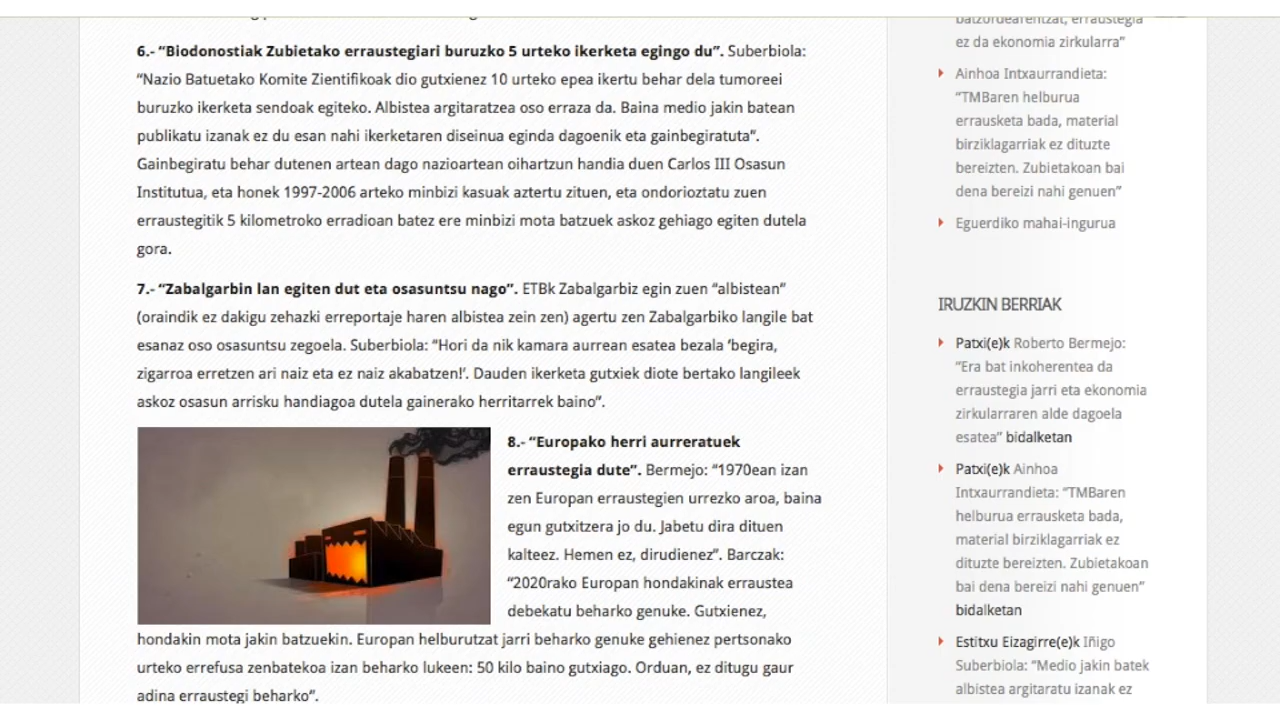 6.- “Biodonostiak Zubietako erraustegiari buruzko 5 urteko ikerketa egingo du”. Suberbiola:
“Nazio Batuetako Komite Zientifikoak dio gutxienez 10 urteko epea ikertu behar dela tumoreei
buruzko ikerketa sendoak egiteko. Albistea argitaratzea oso erraza da. Baina medio jakin batean
publikatu izanak ez du esan nahi ikerketaren diseinua eginda dagoenik eta gainbegiratuta”.
Gainbegiratu behar dutenen artean dago nazioartean oihartzun handia duen Carlos III Osasun
Institutua, eta honek 1997-2006 arteko minbizi kasuak aztertu zituen, eta ondorioztatu zuen
erraustegitik 5 kilometroko erradioan batez ere minbizi mota batzuek askoz gehiago egiten dutela
gora.
7.- “Zabalgarbin lan egiten dut eta osasuntsu nago”. ETBk Zabalgarbiz egin zuen “albistean”
(oraindik ez dakigu zehazki erreportaje haren albistea zein zen) agertu zen Zabalgarbiko langile bat
esanaz oso osasuntsu zegoela. Suberbiola: “Hori da nik kamara aurrean esatea bezala ‘begira,
zigarroa erretzen ari naiz eta ez naiz akabatzen!’. Dauden ikerketa gutxiek diote bertako langileek
askoz osasun arrisku handiagoa dutela gainerako herritarrek baino”.
8.- “Europako herri aurreratuek
erraustegia dute”. Bermejo: “1970ean izan
zen Europan erraustegien urrezko aroa, baina
egun gutxitzera jo du. Jabetu dira dituen
kalteez. Hemen ez, dirudienez”. Barczak:
“2020rako Europan hondakinak erraustea
debekatu beharko genuke. Gutxienez,
hondakin mota jakin batzuekin. Europan helburutzat jarri beharko genuke gehienez pertsonako
urteko errefusa zenbatekoa izan beharko lukeen: 50 kilo baino gutxiago. Orduan, ez ditugu gaur
adina erraustegi beharko”.
batzordearentzat, erraustegia
ez da ekonomia zirkularra”
Ainhoa Intxaurrandieta:
“TMBaren helburua
errausketa bada, material
birziklagarriak ez dituzte
bereizten. Zubietakoan bai
dena bereizi nahi genuen”
Eguerdiko mahai-ingurua
IRUZKIN BERRIAK
Patxi(e)k Roberto Bermejo:
“Era bat inkoherentea da
erraustegia jarri eta ekonomia
zirkularraren alde dagoela
esatea” bidalketan
Patxi(e)k Ainhoa
Intxaurrandieta: “TMBaren
helburua errausketa bada,
material birziklagarriak ez
dituzte bereizten. Zubietakoan
bai dena bereizi nahi genuen”
bidalketan
Estitxu Eizagirre(e)k Iñigo
Suberbiola: “Medio jakin batek
albistea argitaratu izanak ez